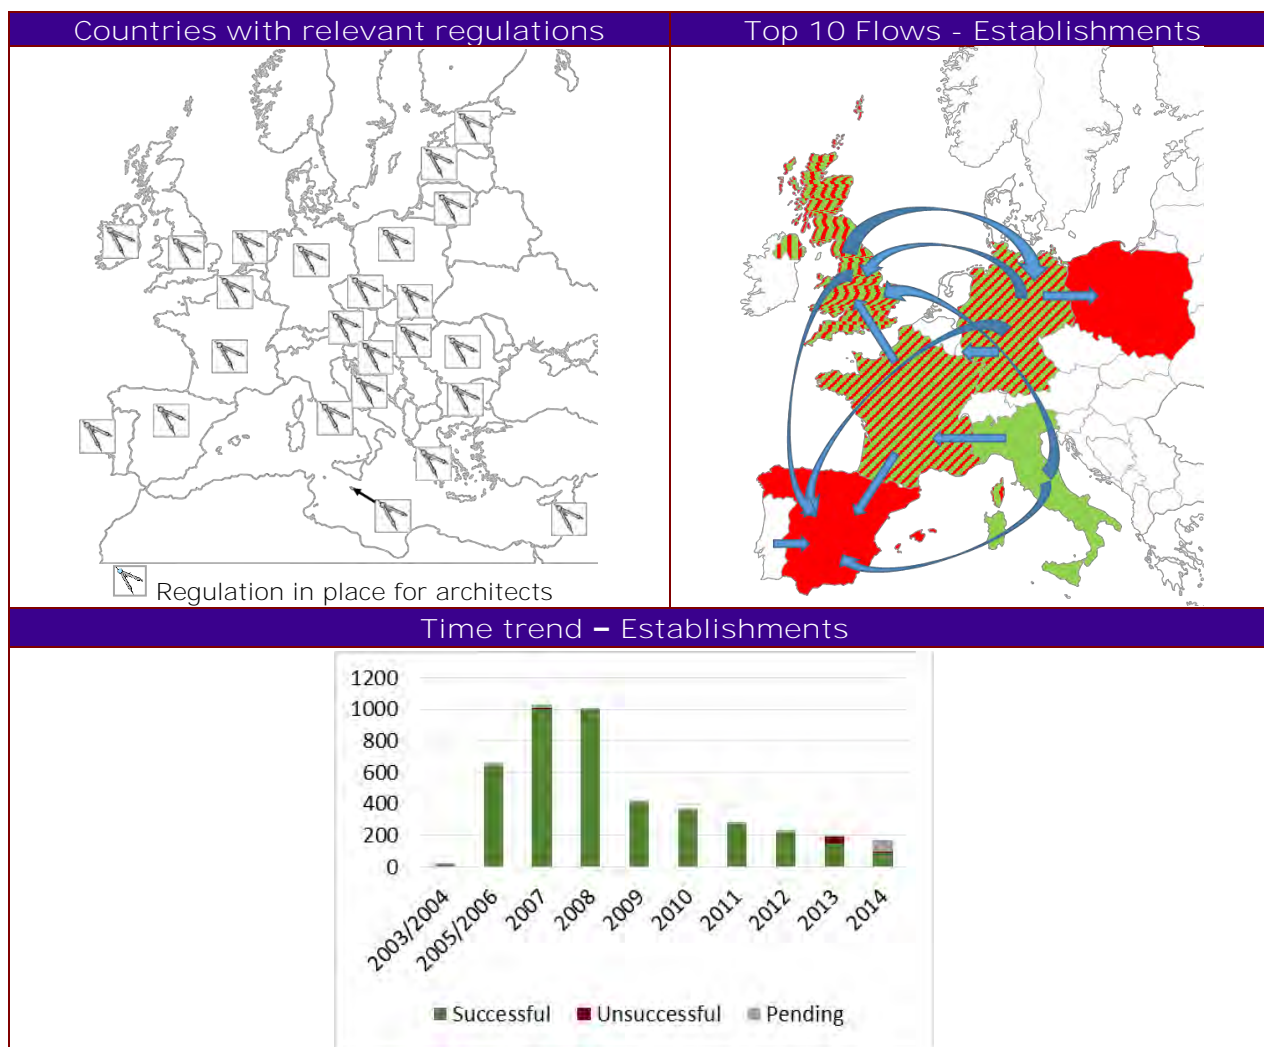 Countries with relevant regulations
Top 10 Flows - Establishments
Regulation in place for architects
Time trend – Establishments
1200
1000
800
600
400
200
0
2003/2004
2005/2006
2007
2008
2009
2010
2011
2012
2013
2014
Successful
Unsuccessful
Pending